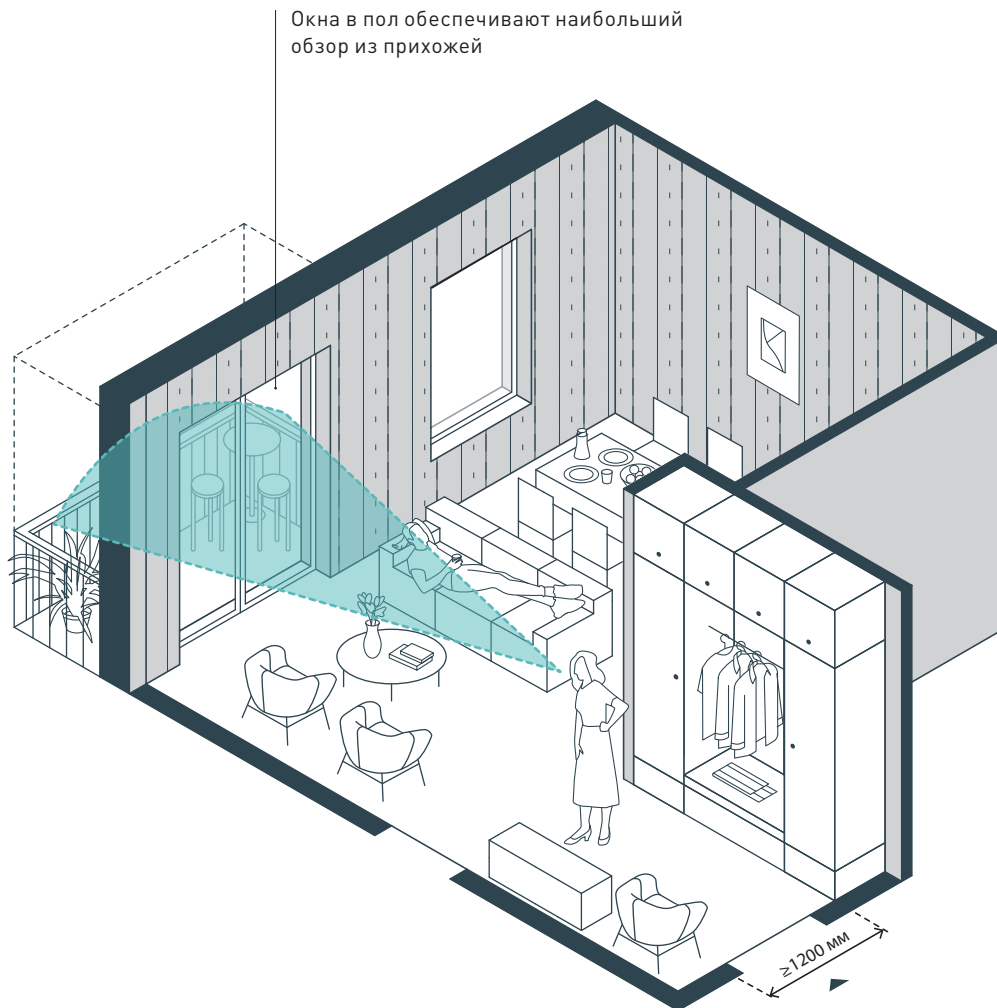 Окна в пол обеспечивают наибольший
обзор из прихожей
≥1200 мм